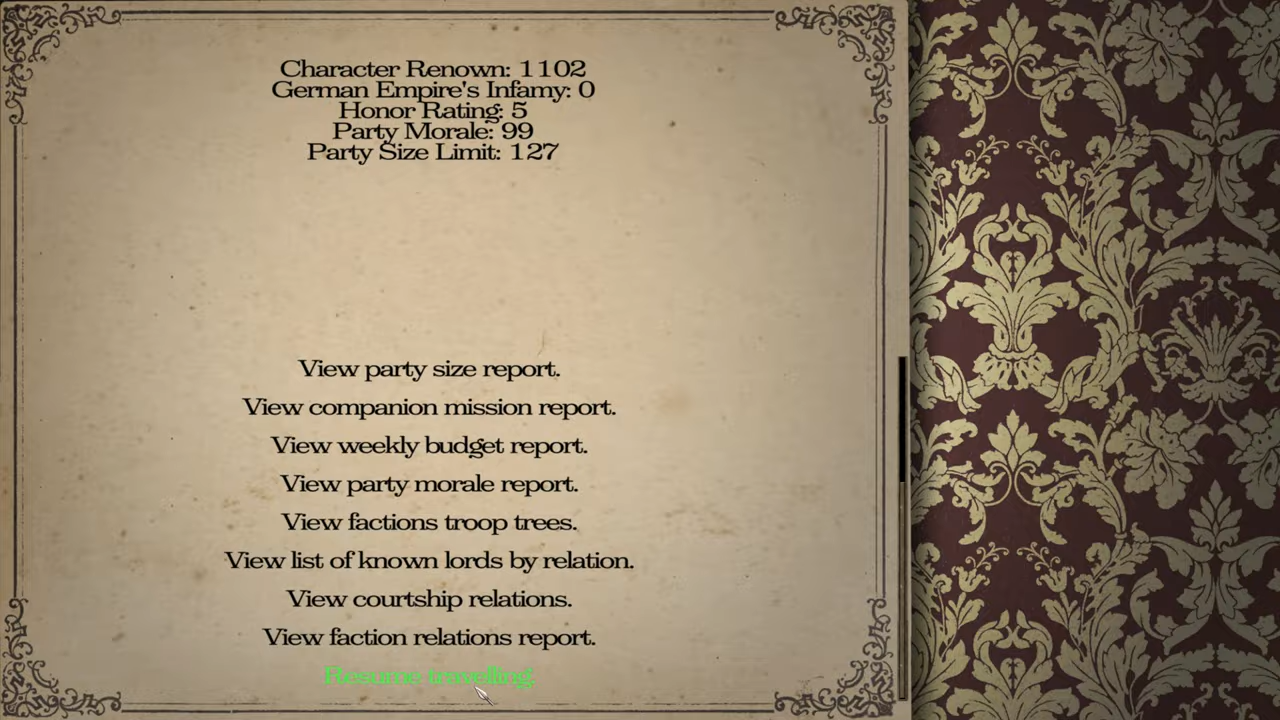 Character Renown: 1102
German Empire's Infamy: 0
Honor Rating: 5
Party Morale: 99
Party Size Limit: 127
View party size report.
View companion mission report.
View weekly budget report.
View party morale report.
View factions troop trees.
View list of known lords by relation.
View courtship relations.
View faction relations report.
Resume travelling.